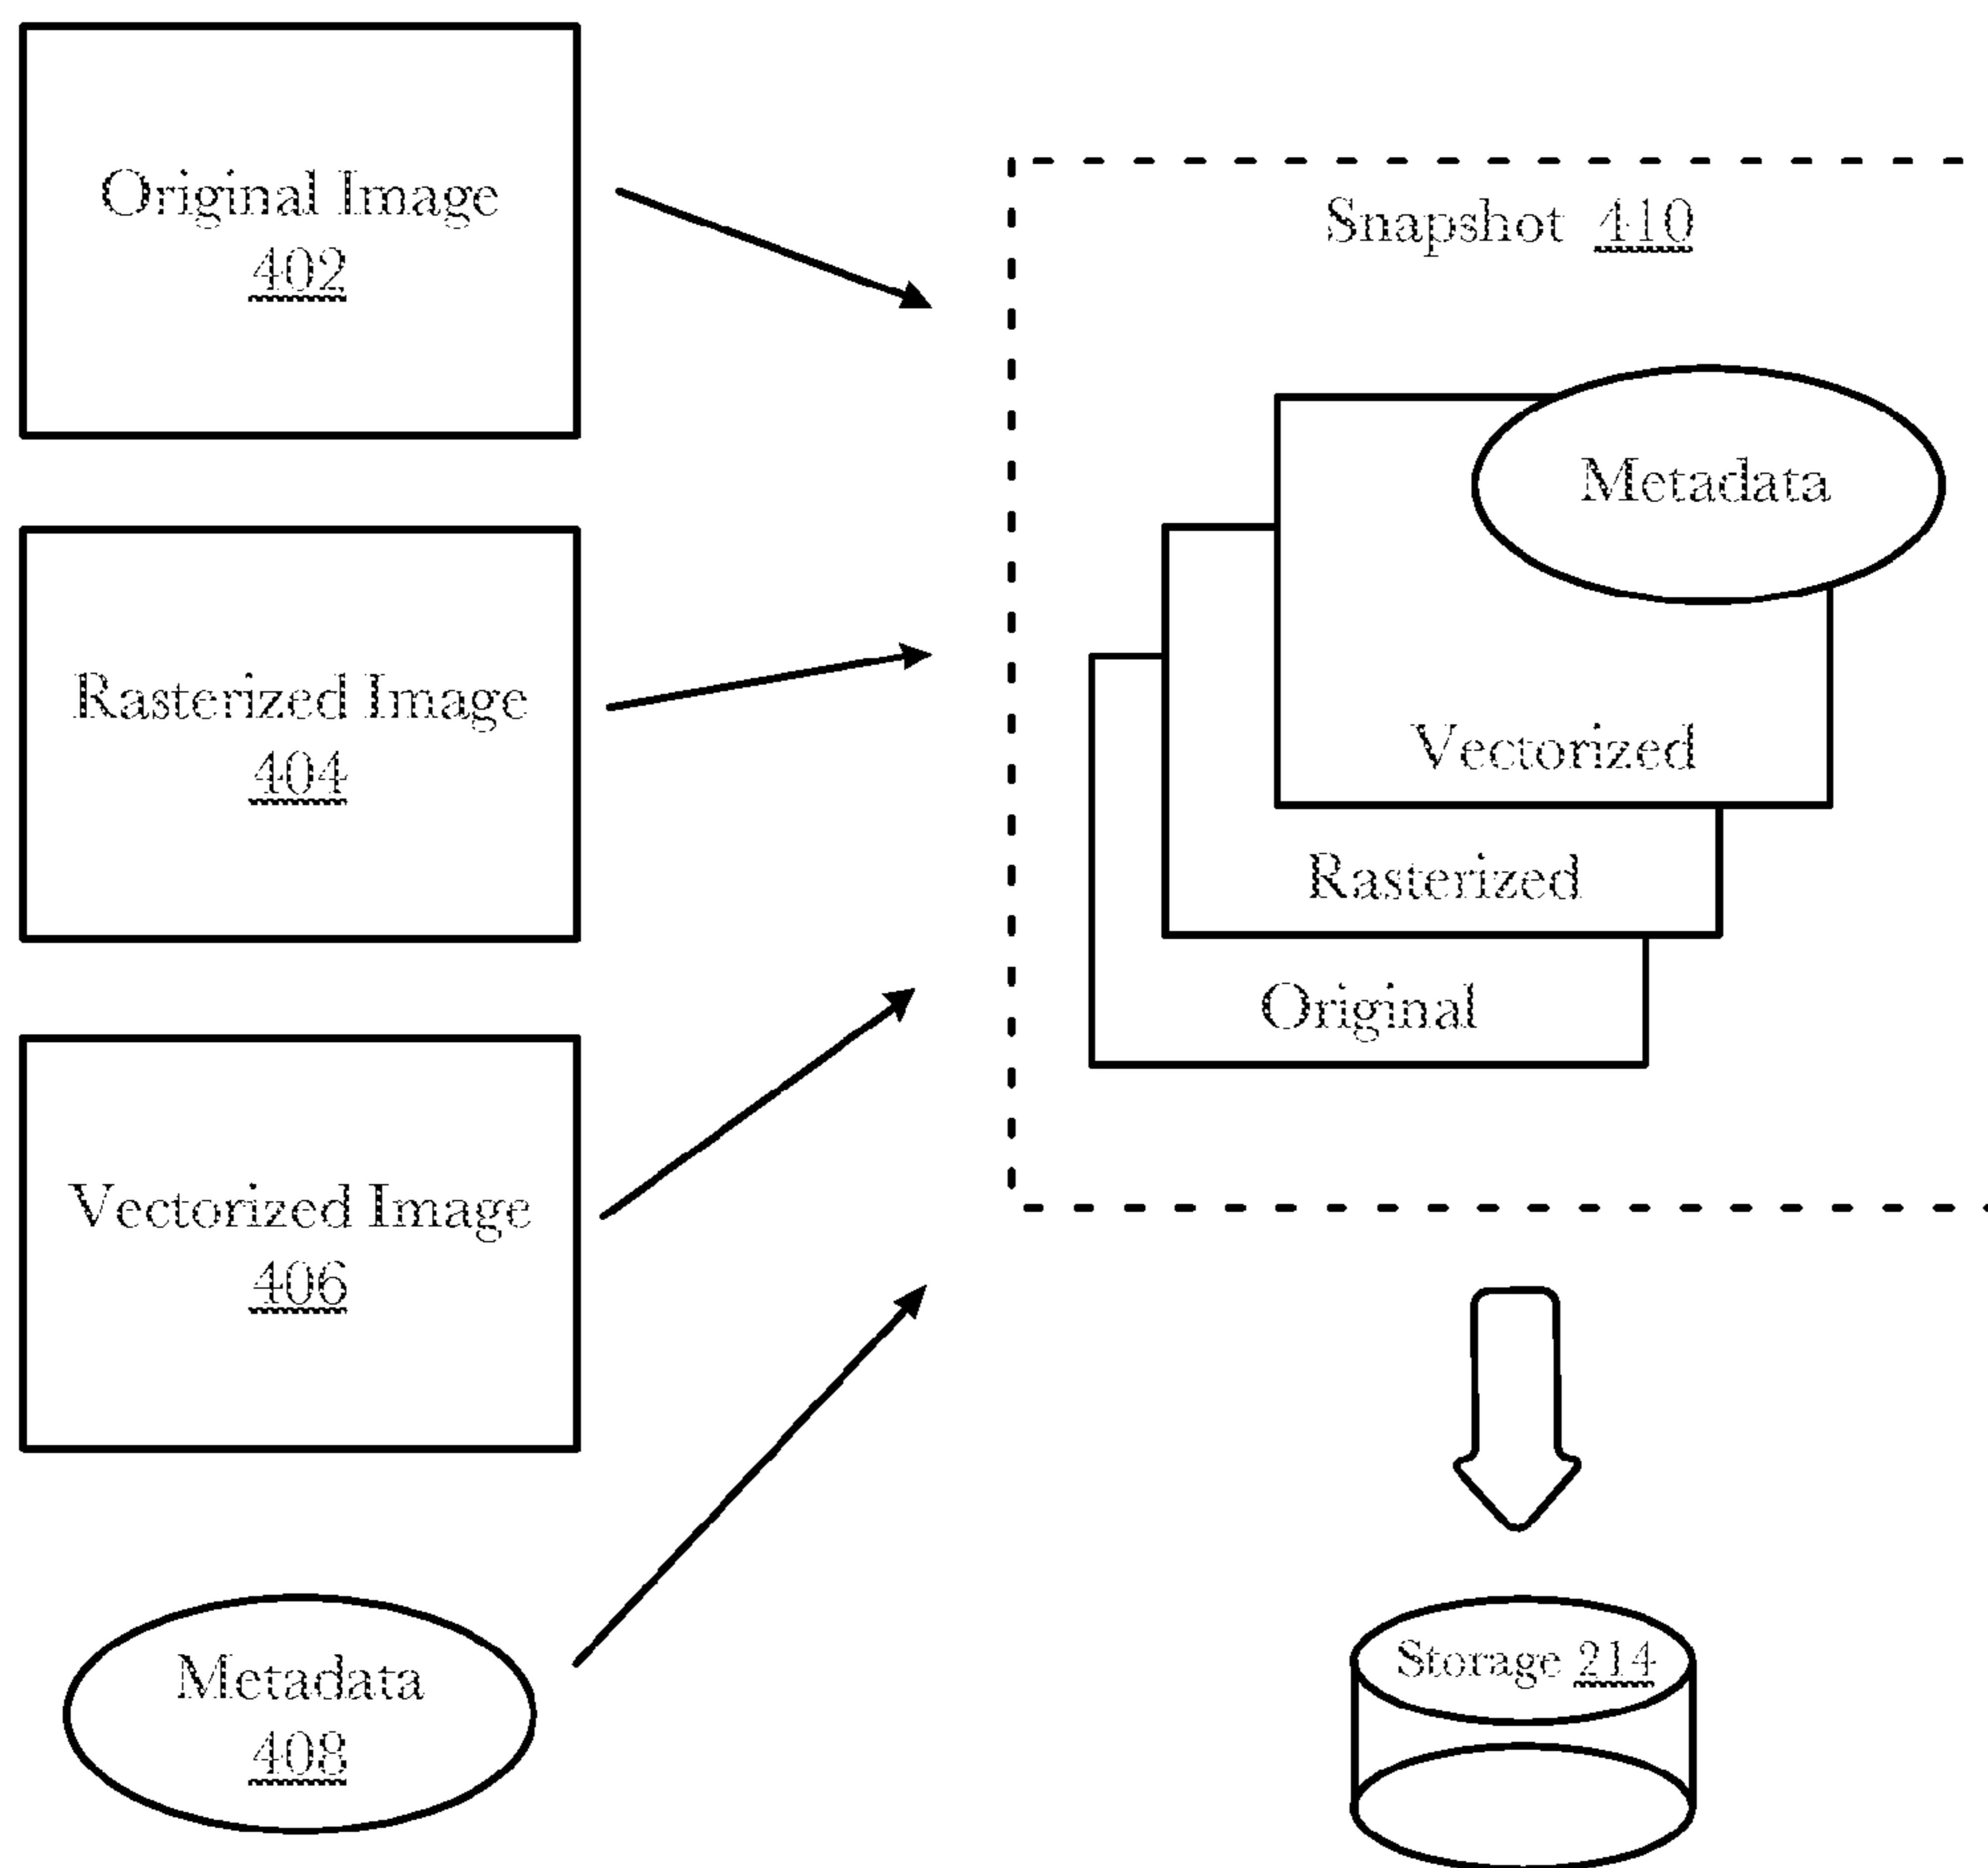 Original Image
402
Rasterized Image
404
Vectorized Image
406
Metadata
408
Snapshot 410
Metadata
Vectorized
Rasterized
Original
Storage 214